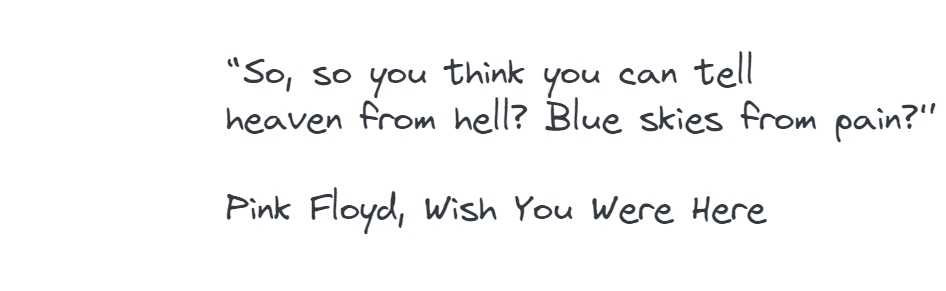 "So, so you think you can tell
heaven from hell? Blue skies from pain?"
Pink Floyd, Wish You Were Here